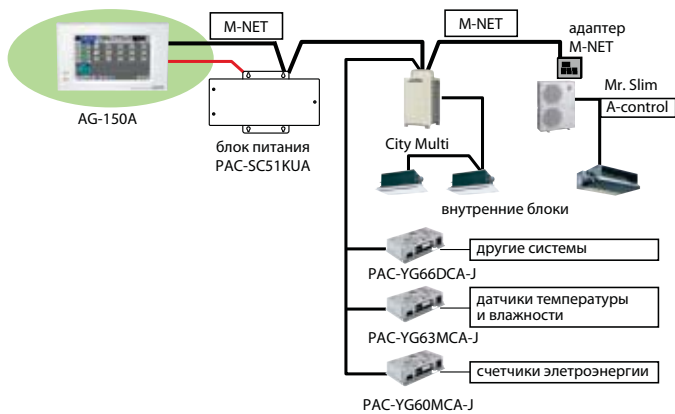 M-NET
M-NET
адаптер
M-NET
AG-150A
блок питания
PAC-SC51KUA
City Multi
Mr. Slim
A-control
внутренние блоки
другие системы
PAC-YG66DCA-J
датчики температуры
и влажности
PAC-YG63MCA-J
счетчики элетроэнергии
PAC-YG60MCA-J